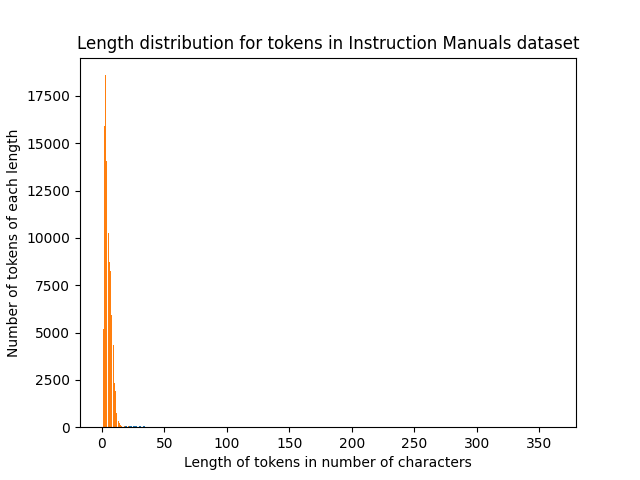 Length distribution for tokens in Instruction Manuals dataset
Number of tokens of each length
17500
15000
12500
10000
7500
5000
2500
0
0 50 100 150 200 250 300 350
Length of tokens in number of characters